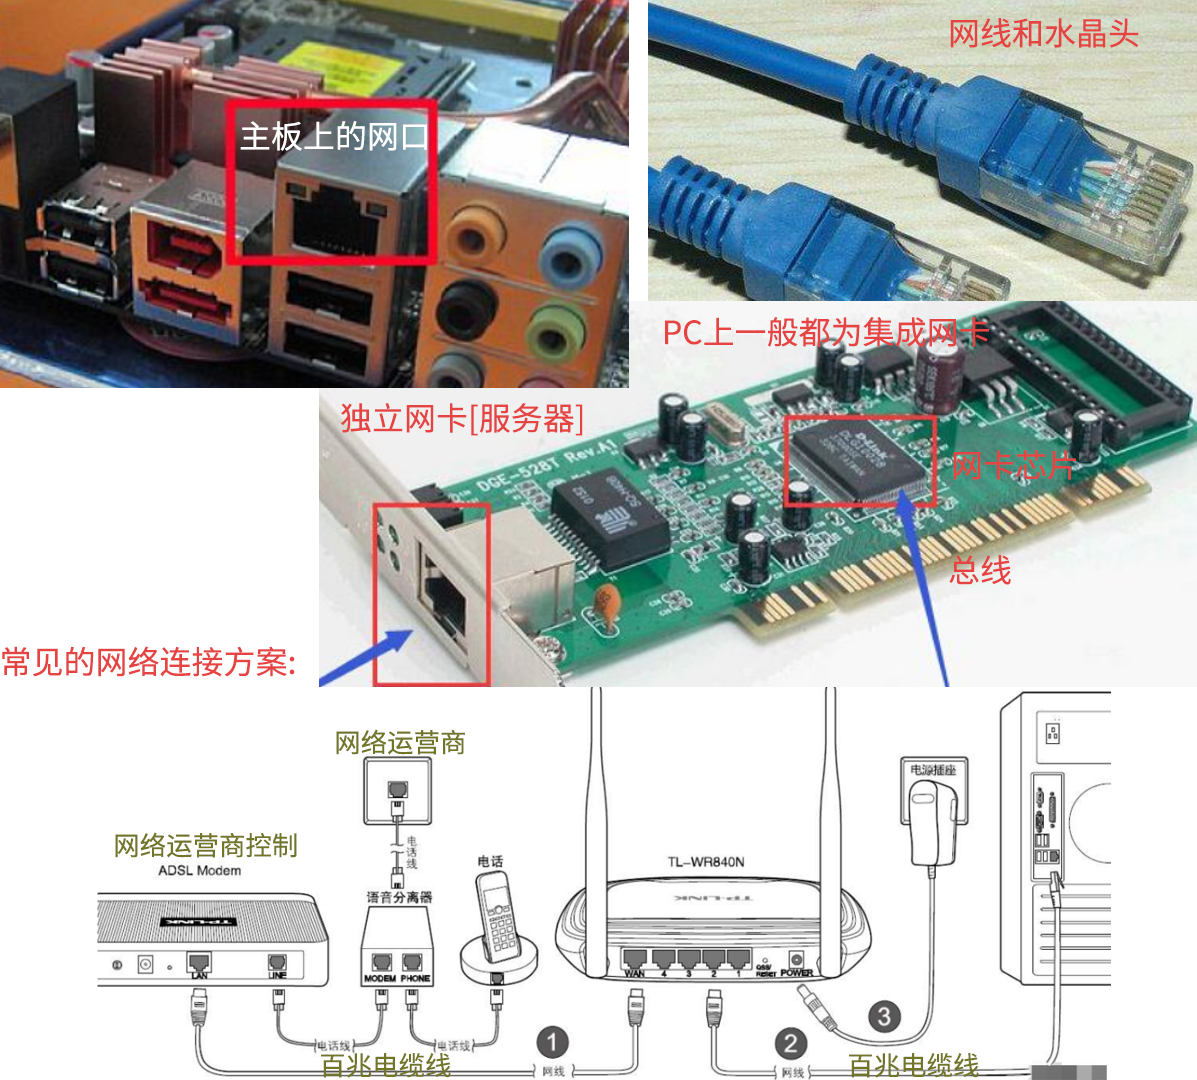 主板上的网口
网线和水晶头
PC上一般都为集成网卡
独立网卡[服务器]
DGE-528T Rev.A1
D-Link
网卡芯片
总线
常见的网络连接方案:
网络运营商
电源插座
网络运营商控制
ADSL Modem
电话线
语音分离器
电话
TL-WR840N
TP-LINK
TP-LINK
LAN
LINE
MODEM PHONE
WAN 4 3 2 1 QSS/RESET POWER
电话线
电话线
百兆电缆线
1
网线
2
网线
3
百兆电缆线